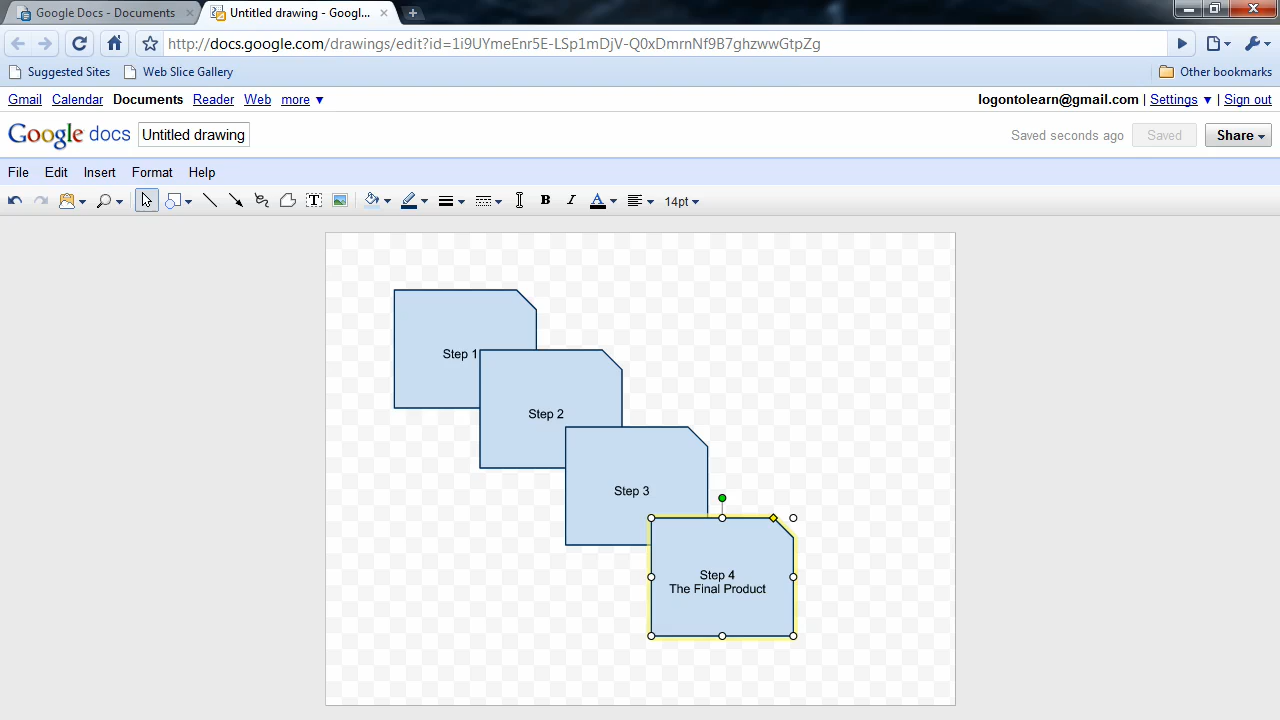 Google Docs - Documents
Untitled drawing - Googl...
http://docs.google.com/drawings/edit?id=1i9UYmeEnr5E-LSp1mDjV-Q0xDmrnNf9B7ghzwwGtpZg
Suggested Sites Web Slice Gallery Other bookmarks
Gmail Calendar Documents Reader Web more ▼ logontolearn@gmail.com | Settings ▼ | Sign out
Google docs Untitled drawing Saved seconds ago Saved Share
File Edit Insert Format Help
T B I A 14pt
Step 1
Step 2
Step 3
Step 4
The Final Product